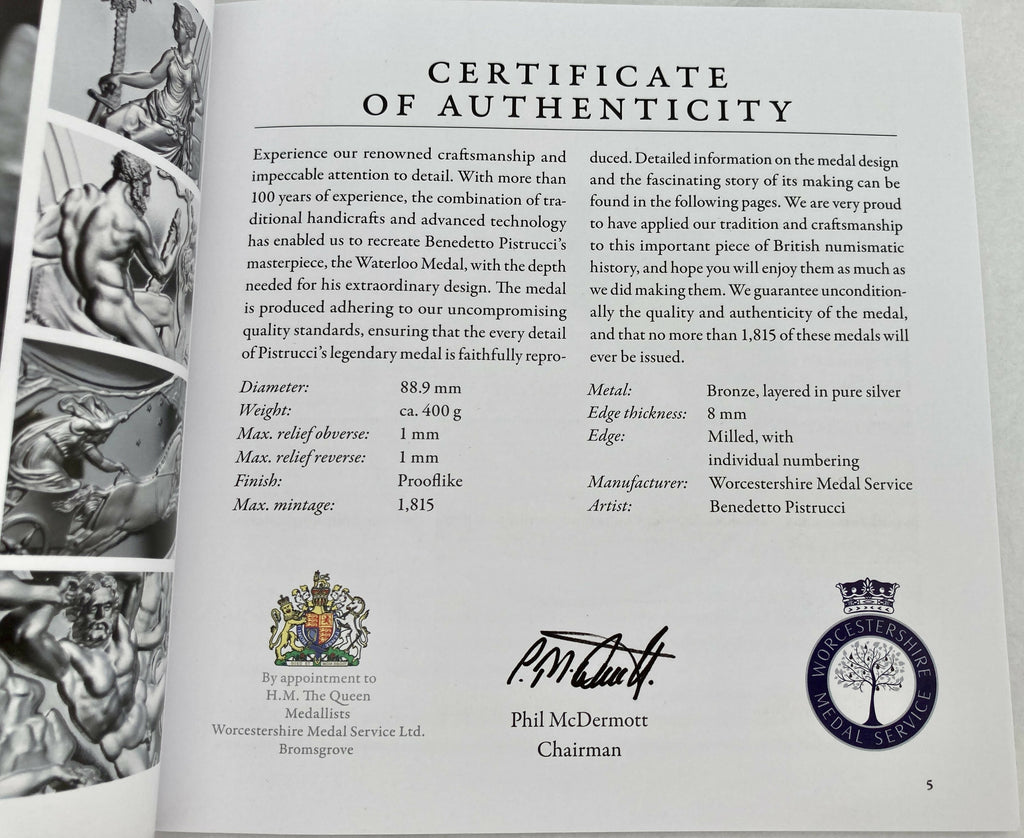 CERTIFICATE
OF AUTHENTICITY
Experience our renowned craftsmanship and
impeccable attention to detail. With more than
100 years of experience, the combination of tra-
ditional handicrafts and advanced technology
has enabled us to recreate Benedetto Pistrucci's
masterpiece, the Waterloo Medal, with the depth
needed for his extraordinary design. The medal
is produced adhering to our uncompromising
quality standards, ensuring that the every detail
of Pistrucci's legendary medal is faithfully repro-
duced. Detailed information on the medal design
and the fascinating story of its making can be
found in the following pages. We are very proud
to have applied our tradition and craftsmanship
to this important piece of British numismatic
history, and hope you will enjoy them as much as
we did making them. We guarantee uncondition-
ally the quality and authenticity of the medal,
and that no more than 1,815 of these medals will
ever be issued.
Diameter: 88.9 mm
Weight: ca. 400 g
Max. relief obverse: 1 mm
Max. relief reverse: 1 mm
Finish: Prooflike
Max. mintage: 1,815
Metal: Bronze, layered in pure silver
Edge thickness: 8 mm
Edge: Milled, with
individual numbering
Manufacturer: Worcestershire Medal Service
Artist: Benedetto Pistrucci
By appointment to
H.M. The Queen
Medallists
Worcestershire Medal Service Ltd.
Bromsgrove
P. McDermott.
Phil McDermott
Chairman
WORCESTERSHIRE
MEDAL SERVICE
5